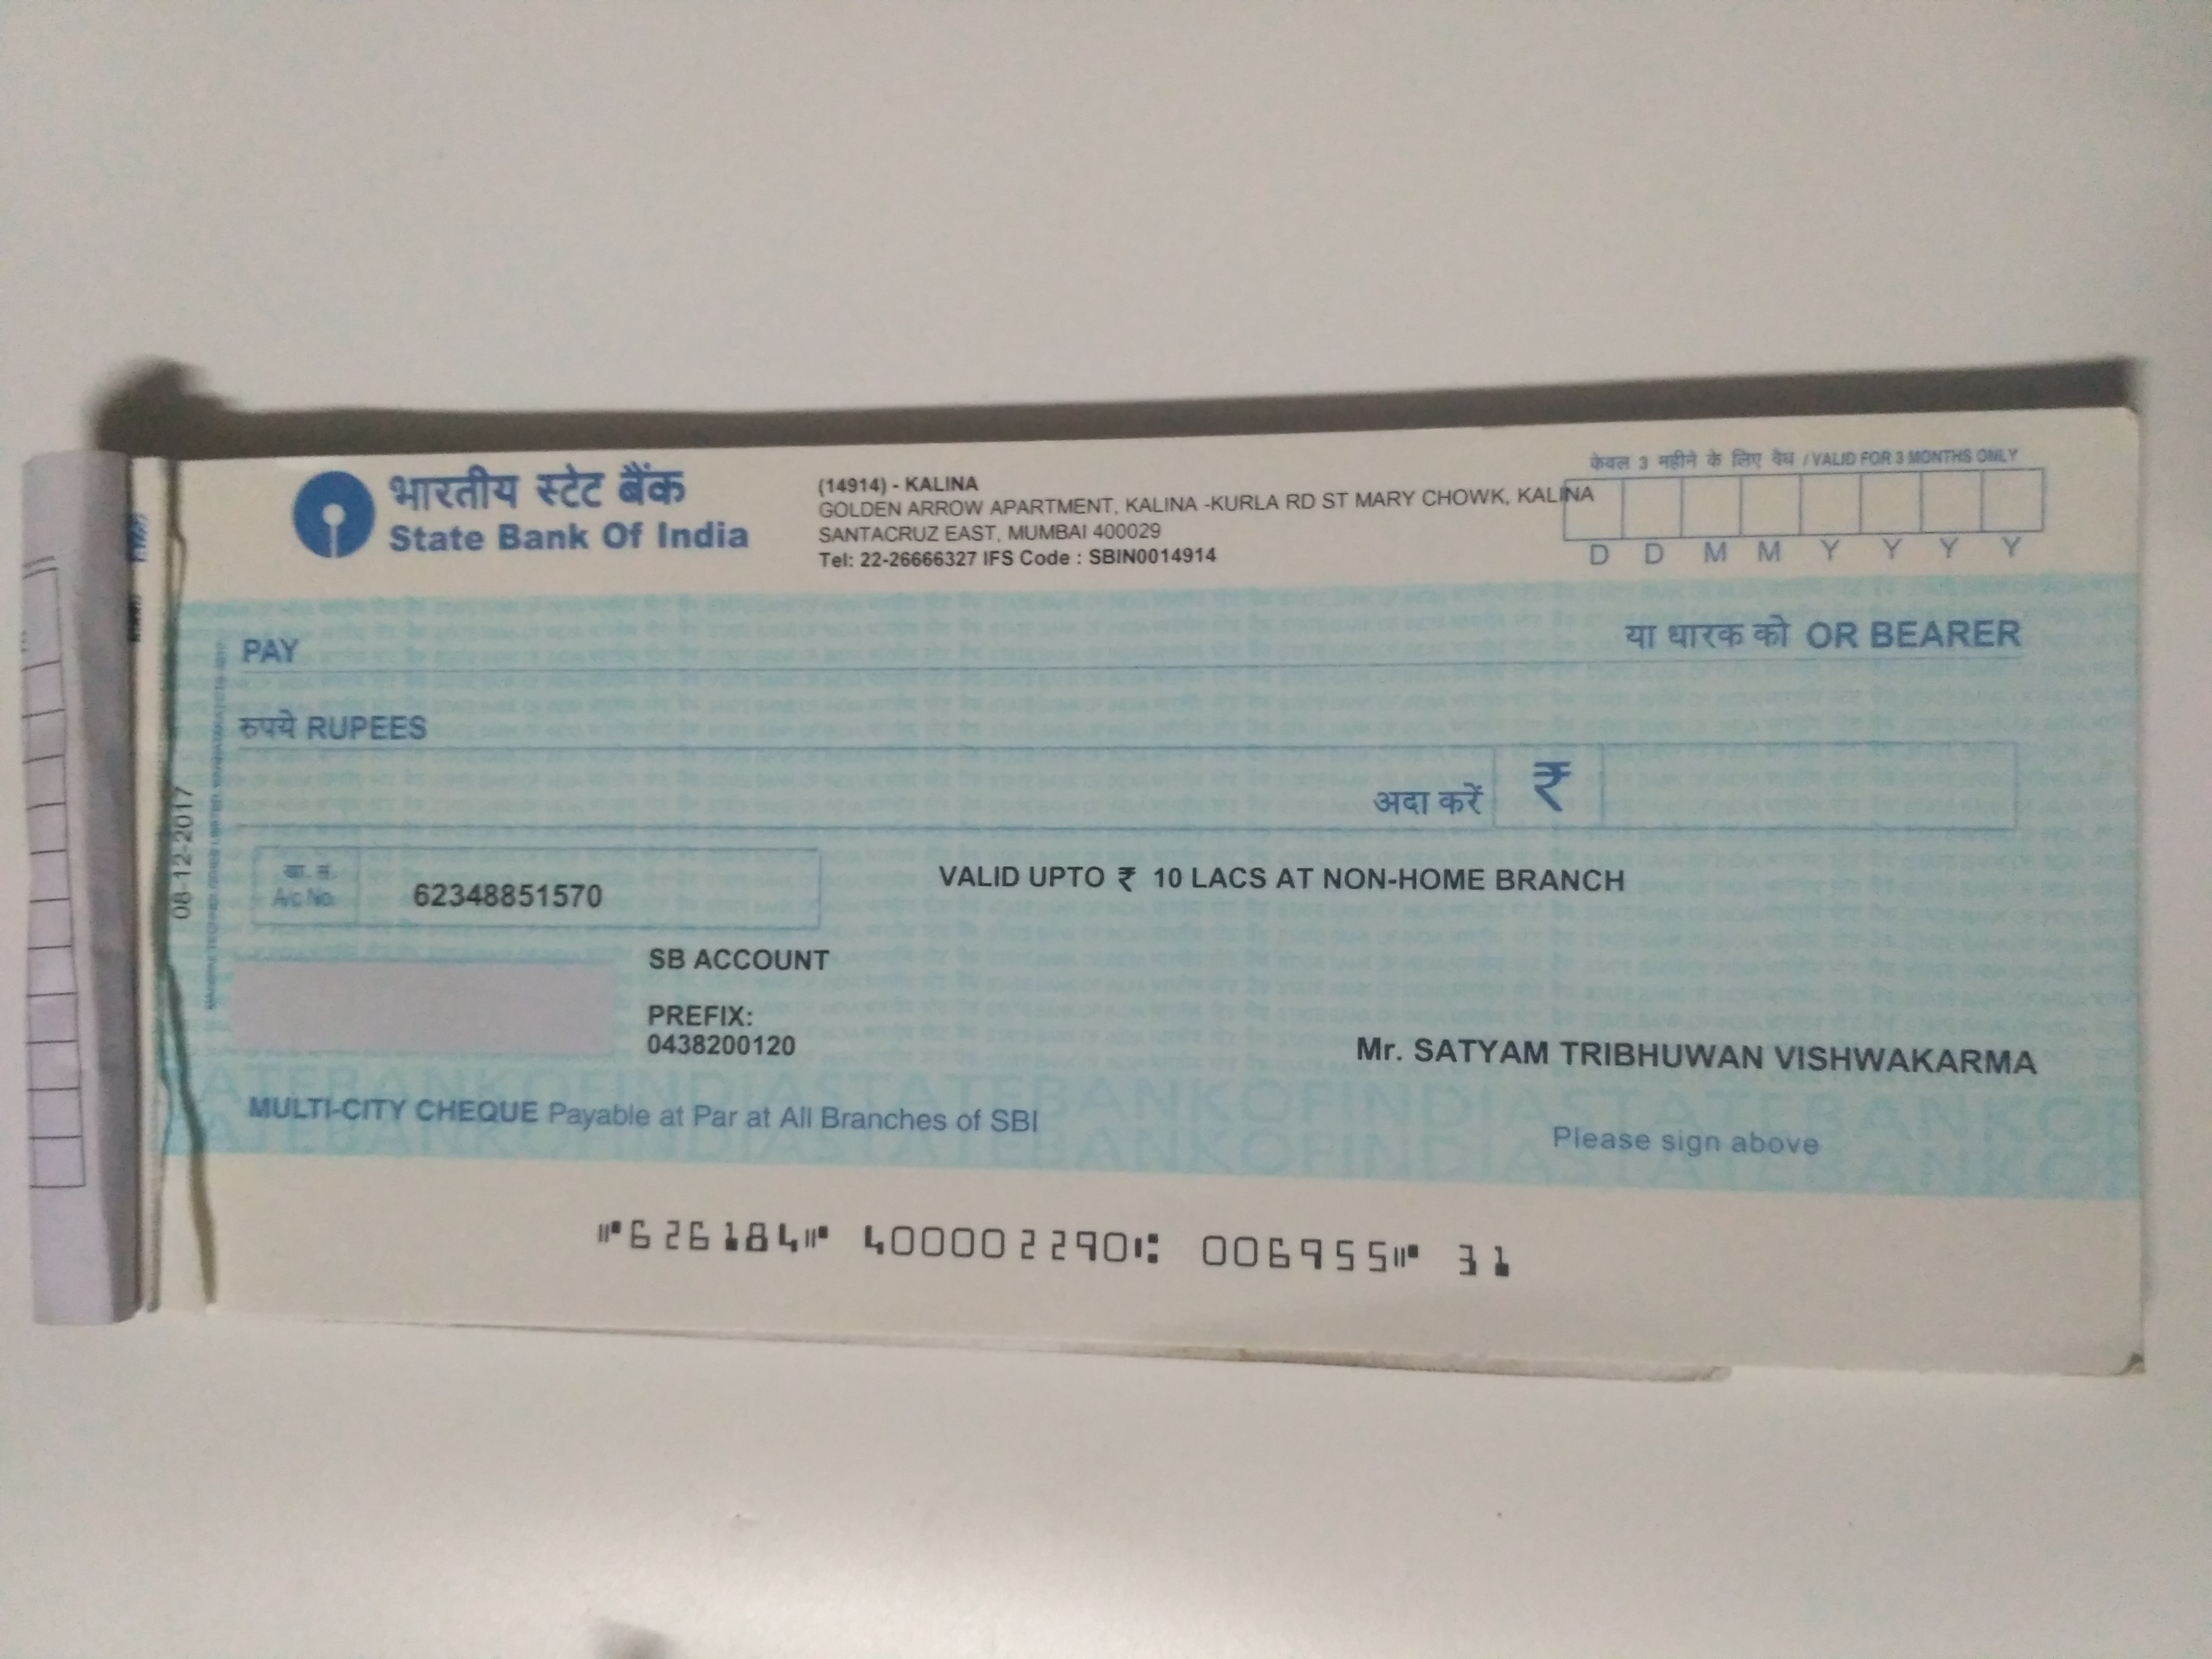 भारतीय स्टेट बैंक
State Bank Of India
(14914) - KALINA
GOLDEN ARROW APARTMENT, KALINA -KURLA RD ST MARY CHOWK, KALINA
SANTACRUZ EAST, MUMBAI 400029
Tel: 22-26666327 IFS Code : SBIN0014914
केवल 3 महीने के लिए वैध / VALID FOR 3 MONTHS ONLY
D D M M Y Y Y Y
PAY
या धारक को OR BEARER
रुपये RUPEES
अदा करें ₹
08-12-2017
खा. सं.
A/c No.
62348851570
VALID UPTO ₹ 10 LACS AT NON-HOME BRANCH
SB ACCOUNT
PREFIX:
0438200120
Mr. SATYAM TRIBHUWAN VISHWAKARMA
MULTI-CITY CHEQUE Payable at Par at All Branches of SBI
Please sign above
⑈626184⑈ 400002290⑆ 006955⑈ 31